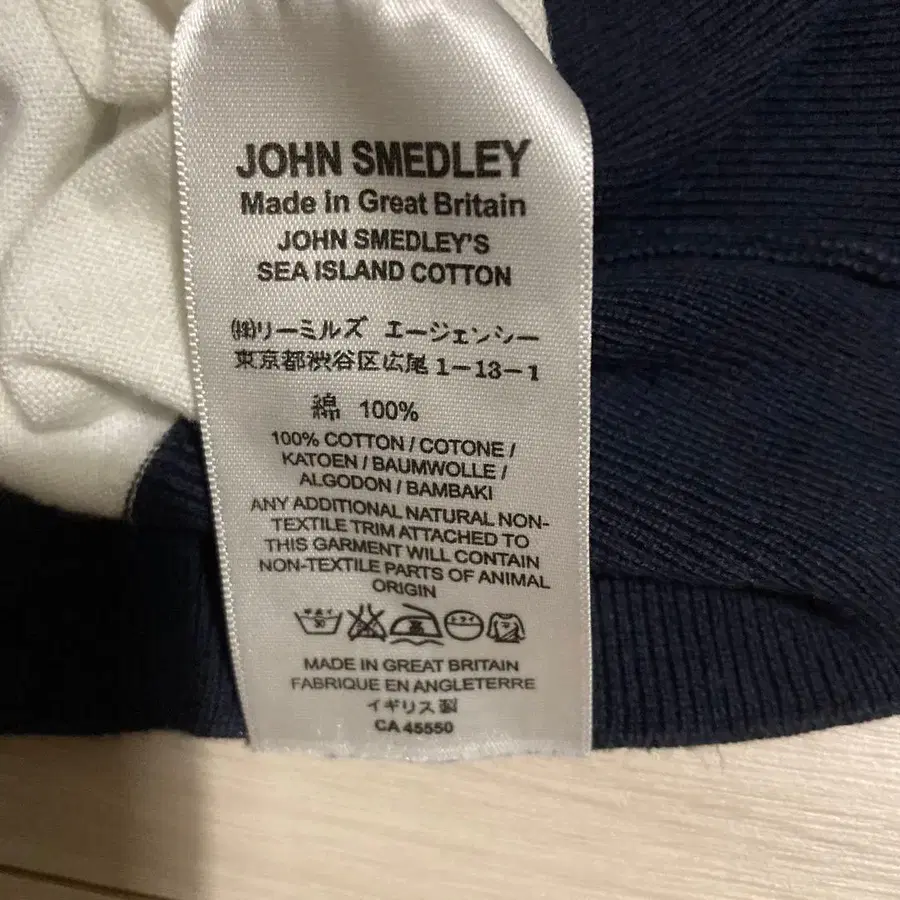 JOHN SMEDLEY
Made in Great Britain
JOHN SMEDLEY'S
SEA ISLAND COTTON
㈱リーミルズ エージェンシー
東京都渋谷区広尾1-13-1
綿 100%
100% COTTON / COTONE /
KATOEN / BAUMWOLLE /
ALGODON / BAMBAKI
ANY ADDITIONAL NATURAL NON-
TEXTILE TRIM ATTACHED TO
THIS GARMENT WILL CONTAIN
NON-TEXTILE PARTS OF ANIMAL
ORIGIN
MADE IN GREAT BRITAIN
FABRIQUE EN ANGLETERRE
イギリス製
CA 45550